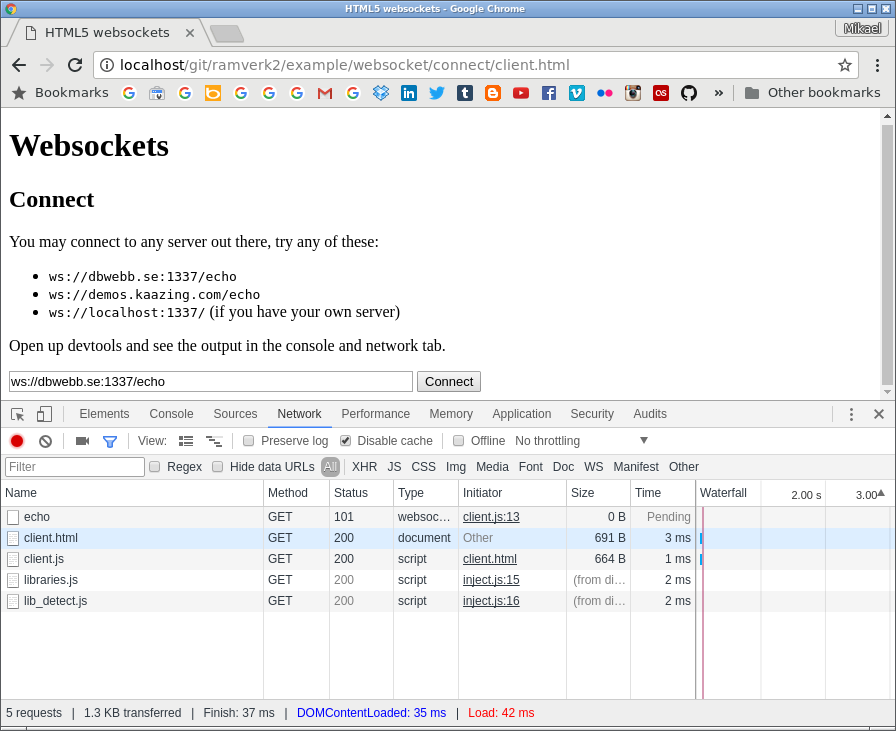 HTML5 websockets - Google Chrome
HTML5 websockets
Mikael
localhost/git/ramverk2/example/websocket/connect/client.html
Bookmarks
Other bookmarks
Websockets
Connect
You may connect to any server out there, try any of these:
ws://dbwebb.se:1337/echo
ws://demos.kaazing.com/echo
ws://localhost:1337/ (if you have your own server)
Open up devtools and see the output in the console and network tab.
ws://dbwebb.se:1337/echo Connect
Elements Console Sources Network Performance Memory Application Security Audits
View: Preserve log Disable cache Offline No throttling
Filter Regex Hide data URLs All XHR JS CSS Img Media Font Doc WS Manifest Other
Name Method Status Type Initiator Size Time Waterfall 2.00 s 3.00
echo GET 101 websoc… client.js:13 0 B Pending
client.html GET 200 document Other 691 B 3 ms
client.js GET 200 script client.html 664 B 1 ms
libraries.js GET 200 script inject.js:15 (from di… 2 ms
lib_detect.js GET 200 script inject.js:16 (from di… 2 ms
5 requests | 1.3 KB transferred | Finish: 37 ms | DOMContentLoaded: 35 ms | Load: 42 ms